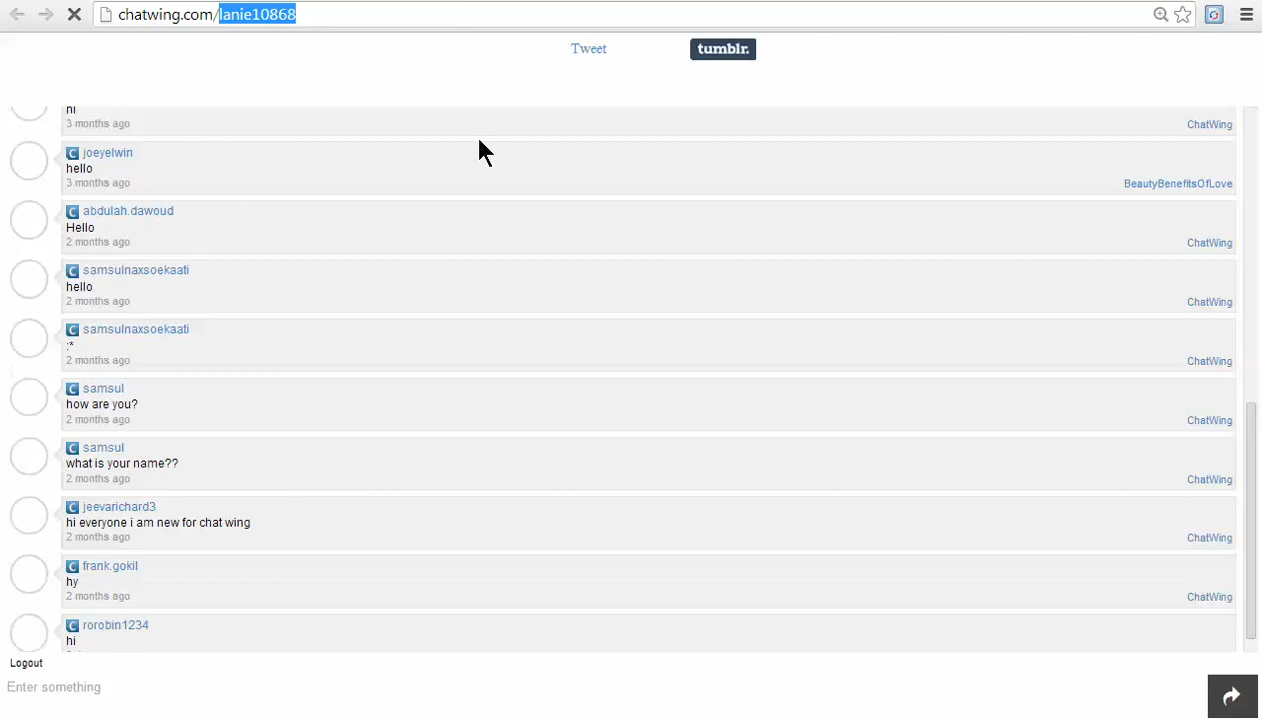 chatwing.com/lanie10868
Tweet
tumblr.
hi
3 months ago
ChatWing
C joeyelwin
hello
3 months ago
BeautyBenefitsOfLove
C abdulah.dawoud
Hello
2 months ago
ChatWing
C samsulnaxsoekaati
hello
2 months ago
ChatWing
C samsulnaxsoekaati
:*
2 months ago
ChatWing
C samsul
how are you?
2 months ago
ChatWing
C samsul
what is your name??
2 months ago
ChatWing
C jeevarichard3
hi everyone i am new for chat wing
2 months ago
ChatWing
C frank.gokil
hy
2 months ago
ChatWing
C rorobin1234
hi
Logout
Enter something